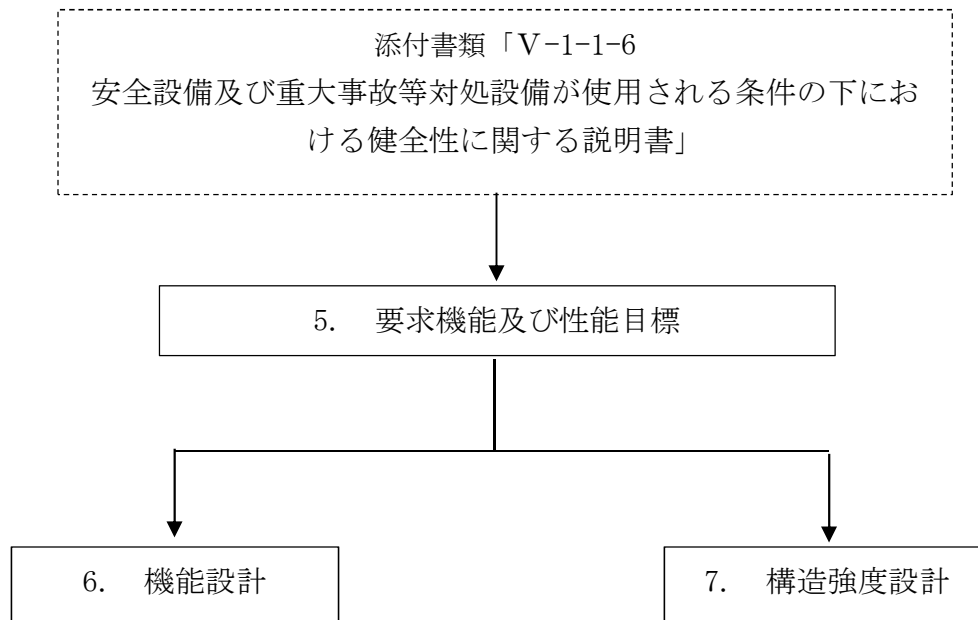 添付書類「Ⅴ-1-1-6
安全設備及び重大事故等対処設備が使用される条件の下にお
ける健全性に関する説明書」
5. 要求機能及び性能目標
6. 機能設計
7. 構造強度設計